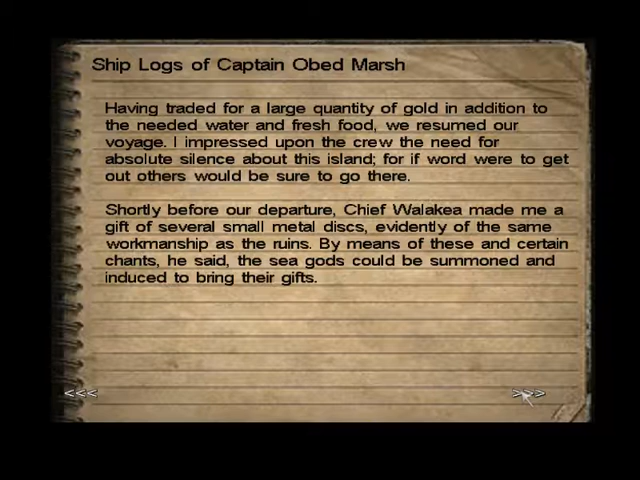 Ship Logs of Captain Obed Marsh
Having traded for a large quantity of gold in addition to
the needed water and fresh food, we resumed our
voyage. I impressed upon the crew the need for
absolute silence about this island; for if word were to get
out others would be sure to go there.
Shortly before our departure, Chief Walakea made me a
gift of several small metal discs, evidently of the same
workmanship as the ruins. By means of these and certain
chants, he said, the sea gods could be summoned and
induced to bring their gifts.
<<< >>>